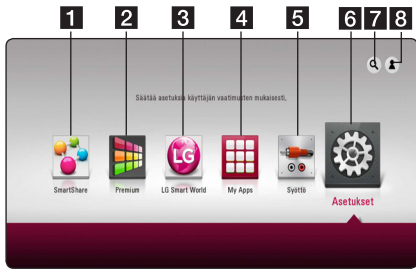 1 2 3 4 5 6 7 8
Säätää asetuksia käyttäjän vaatimusten mukaisesti.
LG
SmartShare Premium LG Smart World My Apps Syöttö Asetukset